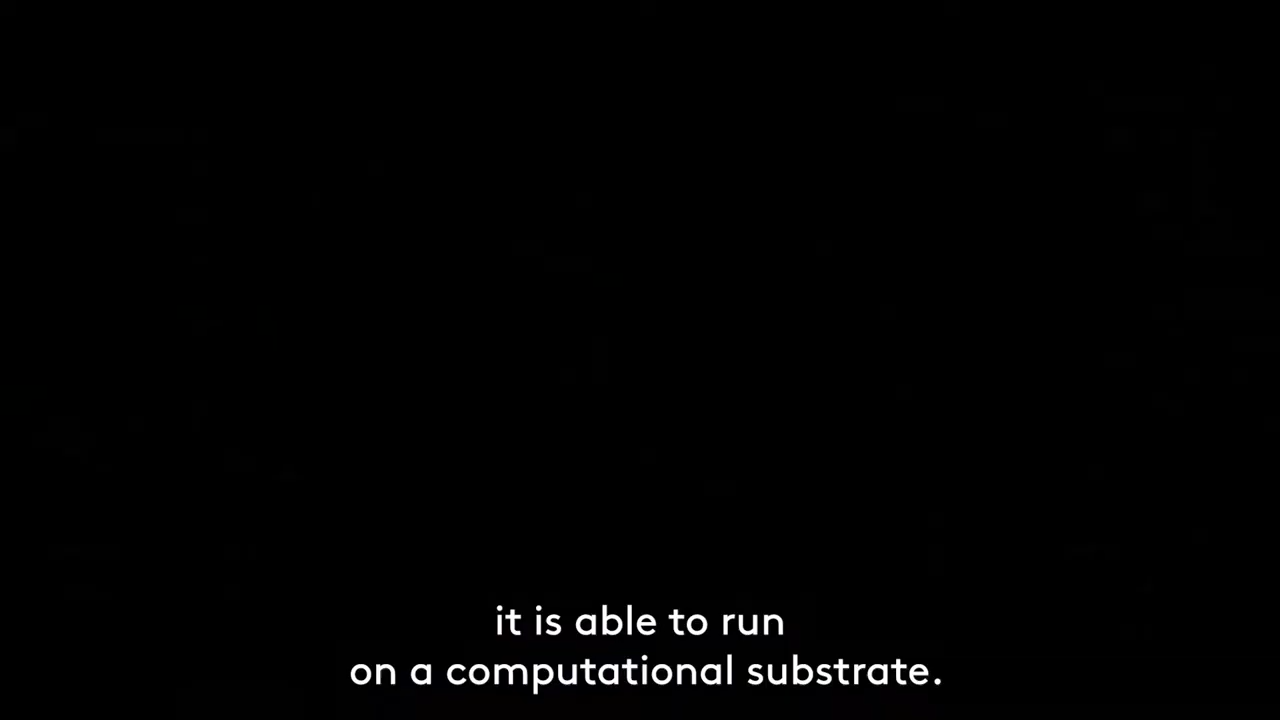 it is able to run
on a computational substrate.